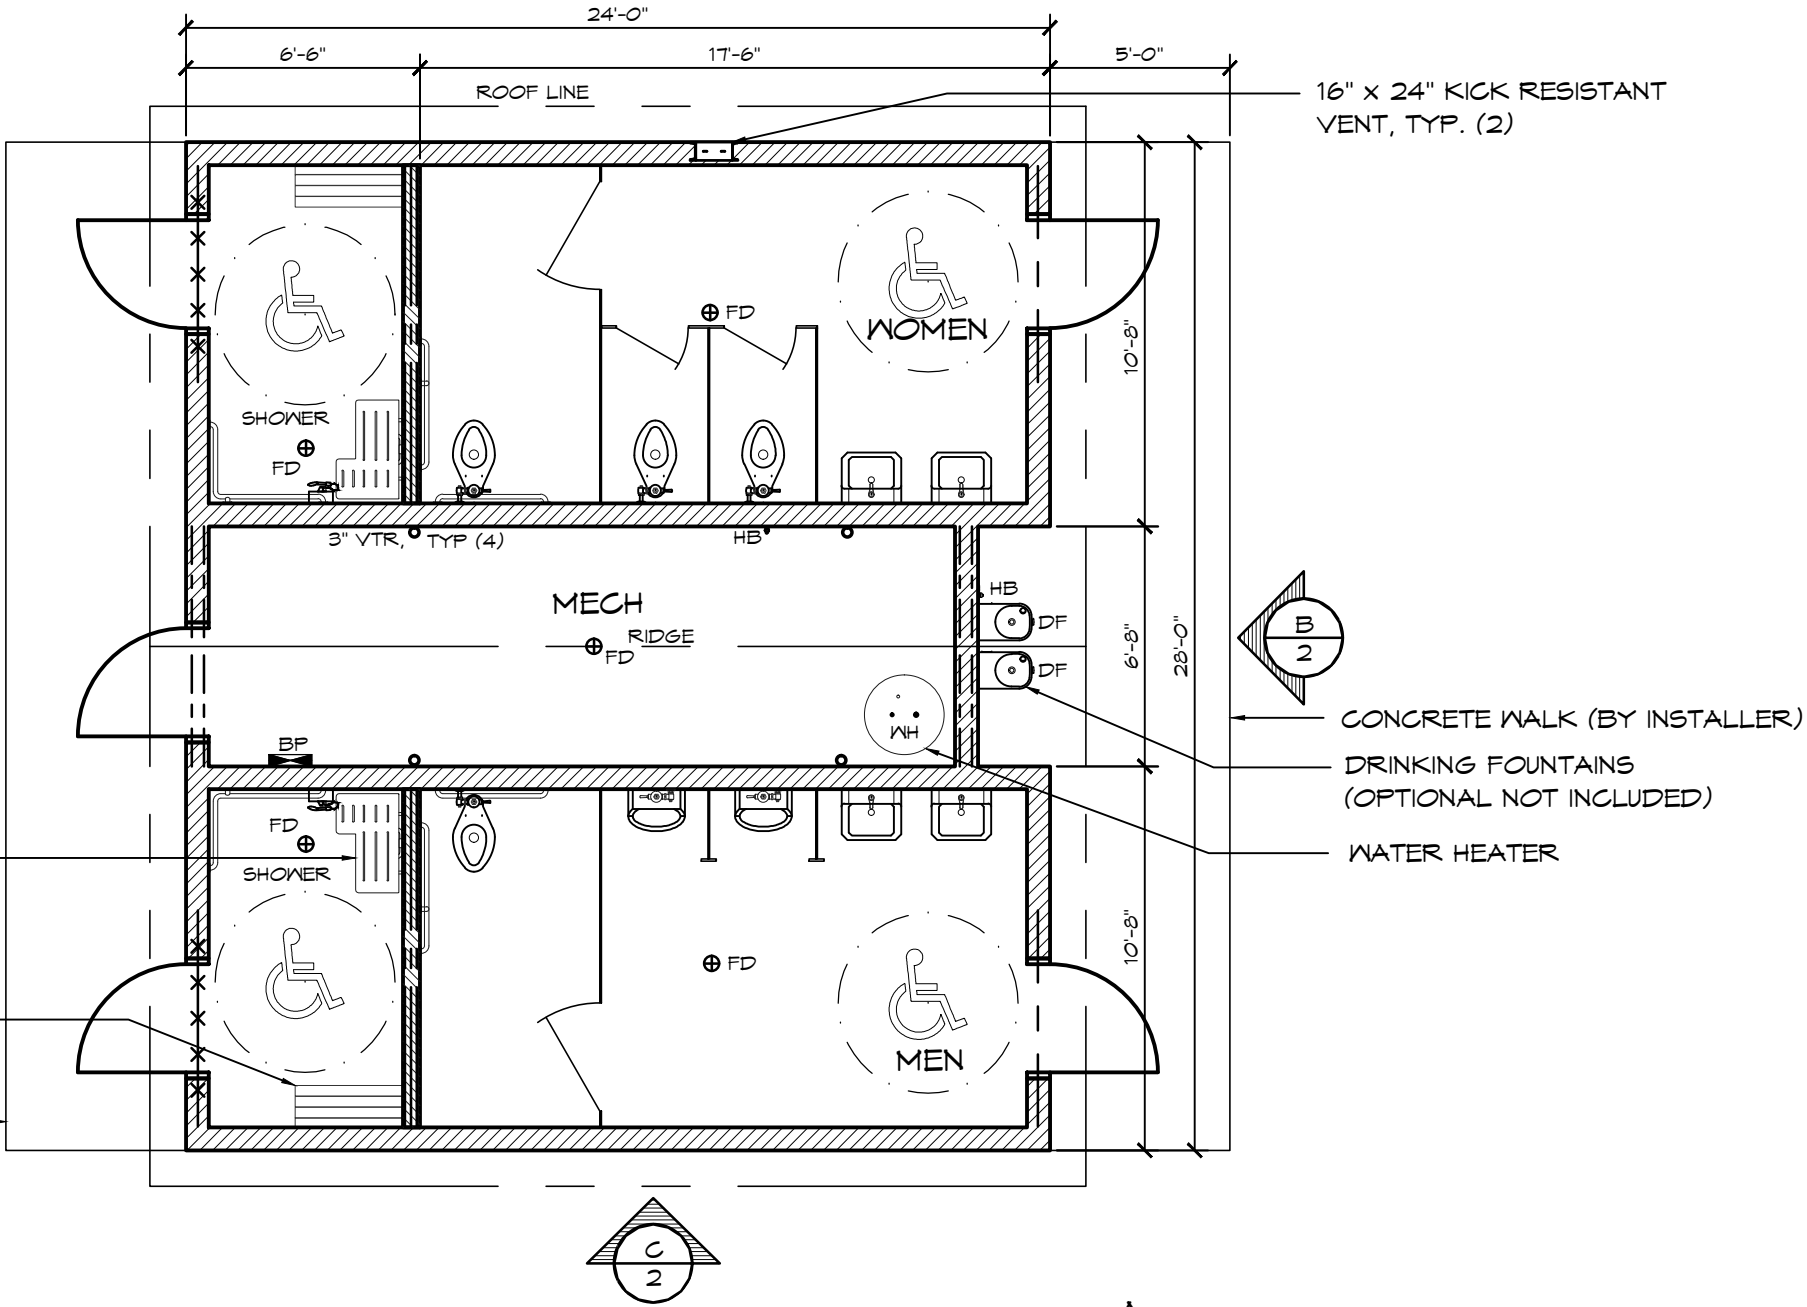 24'-0"
6'-6"
17'-6"
5'-0"
ROOF LINE
16" x 24" KICK RESISTANT
VENT, TYP. (2)
FD
WOMEN
10'-8"
SHOWER
FD
3" VTR, TYP (4)
HB
MECH
HB
DF
RIDGE
FD
DF
6'-8"
28'-0"
B
2
WH
BP
CONCRETE WALK (BY INSTALLER)
DRINKING FOUNTAINS
(OPTIONAL NOT INCLUDED)
WATER HEATER
FD
SHOWER
10'-8"
FD
MEN
C
2